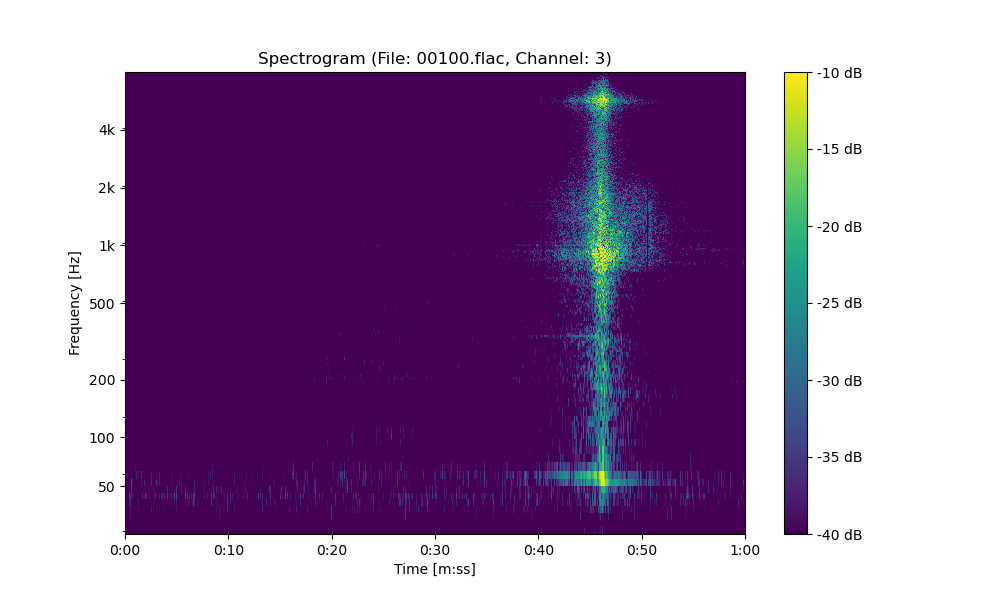 Spectrogram (File: 00100.flac, Channel: 3)
Frequency [Hz]
4k
2k
1k
500
200
100
50
0:00 0:10 0:20 0:30 0:40 0:50 1:00
Time [m:ss]
-10 dB
-15 dB
-20 dB
-25 dB
-30 dB
-35 dB
-40 dB